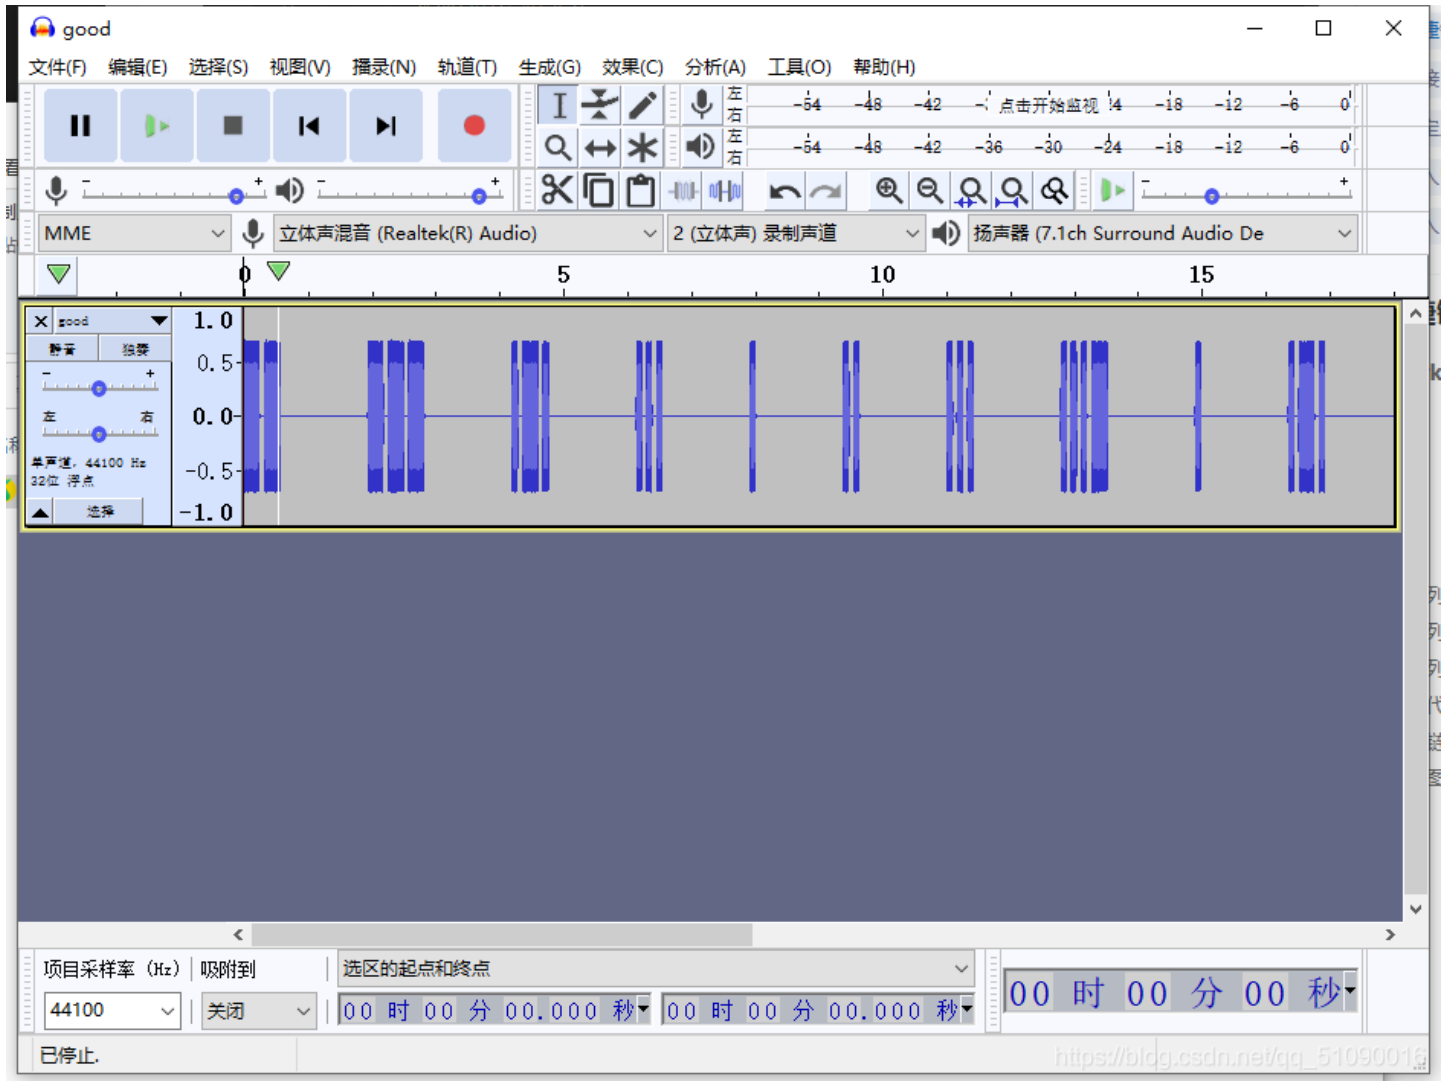 good
文件(F) 编辑(E) 选择(S) 视图(V) 播录(N) 轨道(T) 生成(G) 效果(C) 分析(A) 工具(O) 帮助(H)
左 -54 -48 -42 点击开始监视 -18 -12 -6 0
右
左 -54 -48 -42 -36 -30 -24 -18 -12 -6 0
右
- + - + - +
MME 立体声混音 (Realtek(R) Audio) 2 (立体声) 录制声道 扬声器 (7.1ch Surround Audio De
0 5 10 15
good 1.0
静音 独奏 0.5
- +
左 右 0.0
单声道, 44100 Hz -0.5
32位 浮点
选择 -1.0
项目采样率 (Hz) 吸附到 选区的起点和终点
44100 关闭 00 时 00 分 00.000 秒 00 时 00 分 00.000 秒 00 时 00 分 00 秒
已停止.
https://blog.csdn.net/qq_51090016